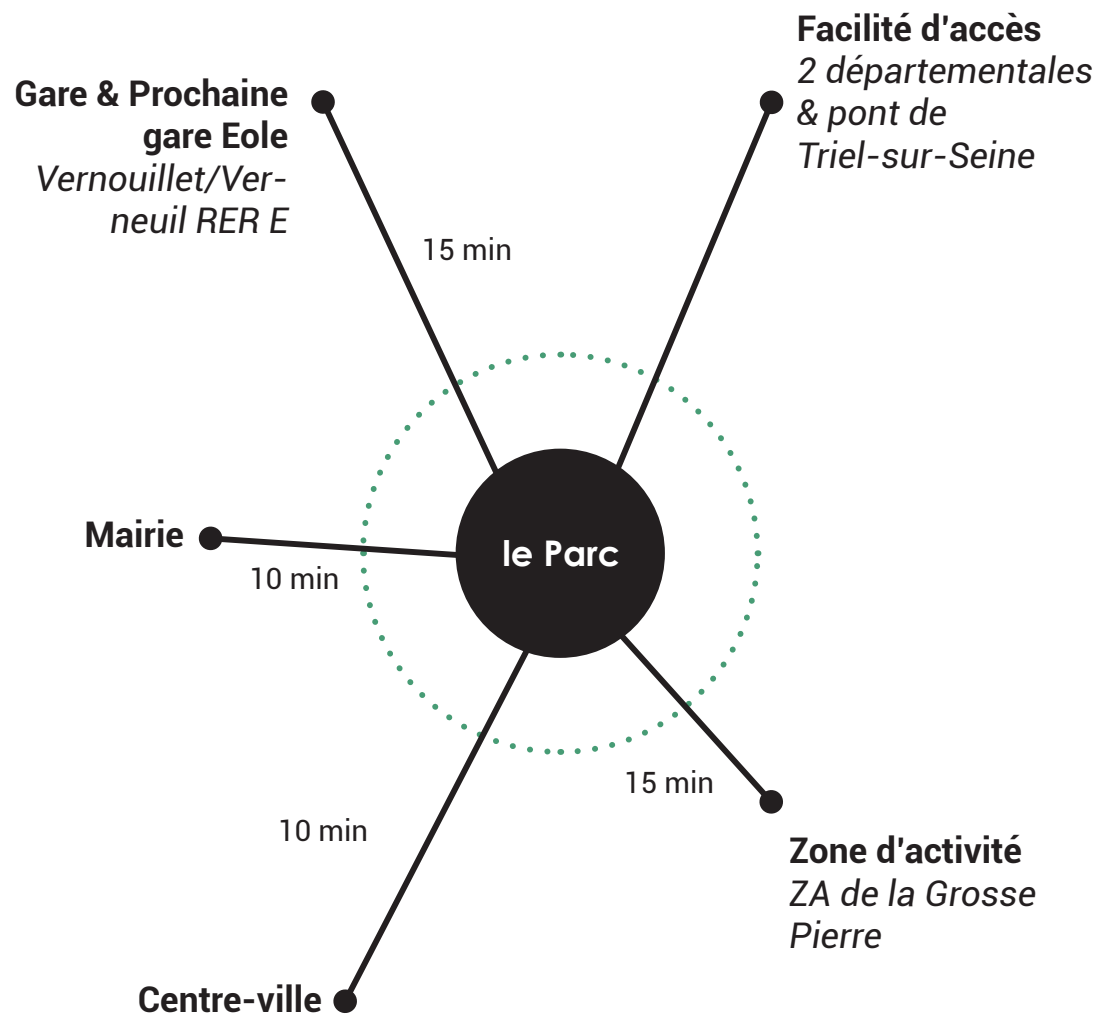 Facilité d'accès
2 départementales
& pont de
Triel-sur-Seine
Gare & Prochaine
gare Eole
Vernouillet/Ver-
neuil RER E
15 min
Mairie
10 min
le Parc
15 min
10 min
Zone d'activité
ZA de la Grosse
Pierre
Centre-ville